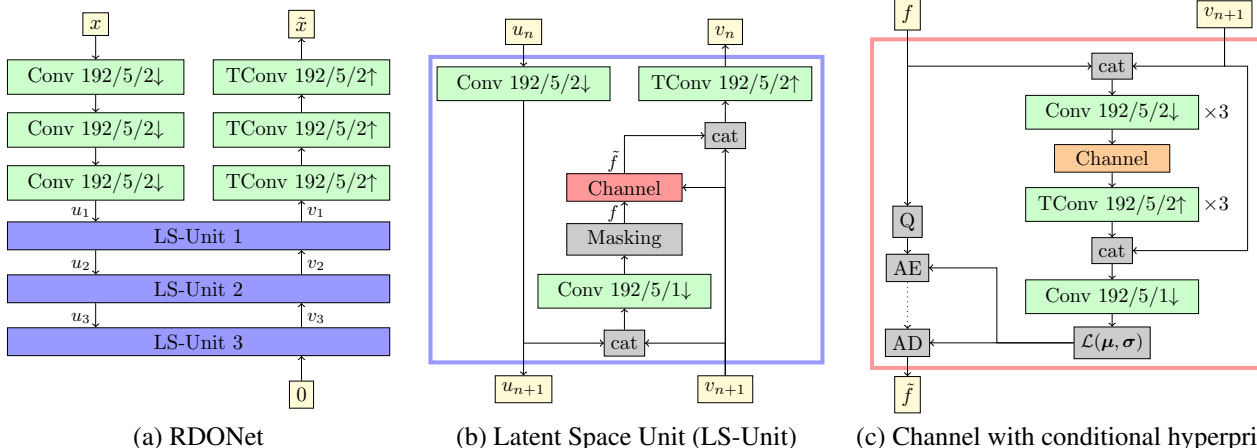 x
x̃
Conv 192/5/2↓
TConv 192/5/2↑
Conv 192/5/2↓
TConv 192/5/2↑
Conv 192/5/2↓
TConv 192/5/2↑
u₁
v₁
LS-Unit 1
u₂
v₂
LS-Unit 2
u₃
v₃
LS-Unit 3
0
(a) RDONet
uₙ
vₙ
Conv 192/5/2↓
TConv 192/5/2↑
cat
f̃
Channel
f
Masking
Conv 192/5/1↓
cat
uₙ₊₁
vₙ₊₁
(b) Latent Space Unit (LS-Unit)
f
vₙ₊₁
cat
Conv 192/5/2↓ ×3
Channel
TConv 192/5/2↑ ×3
Q
cat
AE
Conv 192/5/1↓
AD
ℒ(μ, σ)
f̃
(c) Channel with conditional hyperpri